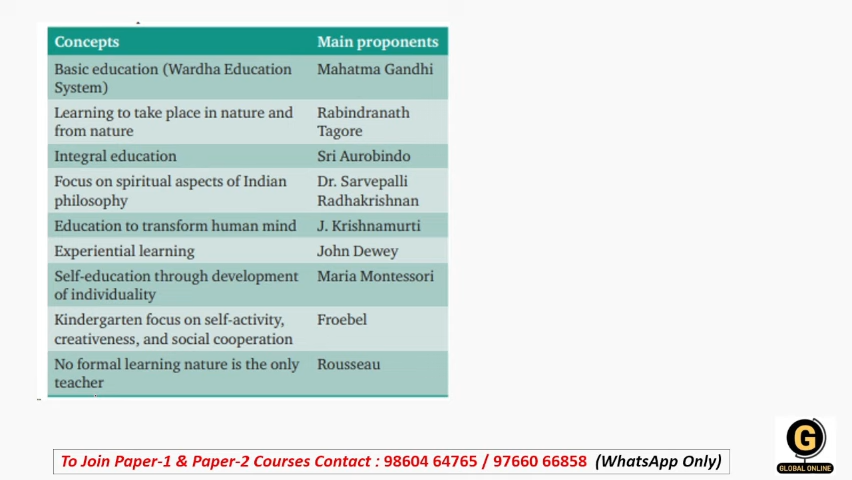 Concepts Main proponents
Basic education (Wardha Education Mahatma Gandhi
System)
Learning to take place in nature and Rabindranath
from nature Tagore
Integral education Sri Aurobindo
Focus on spiritual aspects of Indian Dr. Sarvepalli
philosophy Radhakrishnan
Education to transform human mind J. Krishnamurti
Experiential learning John Dewey
Self-education through development Maria Montessori
of individuality
Kindergarten focus on self-activity, Froebel
creativeness, and social cooperation
No formal learning nature is the only Rousseau
teacher
G
GLOBAL ONLINE
To Join Paper-1 & Paper-2 Courses Contact : 98604 64765 / 97660 66858 (WhatsApp Only)